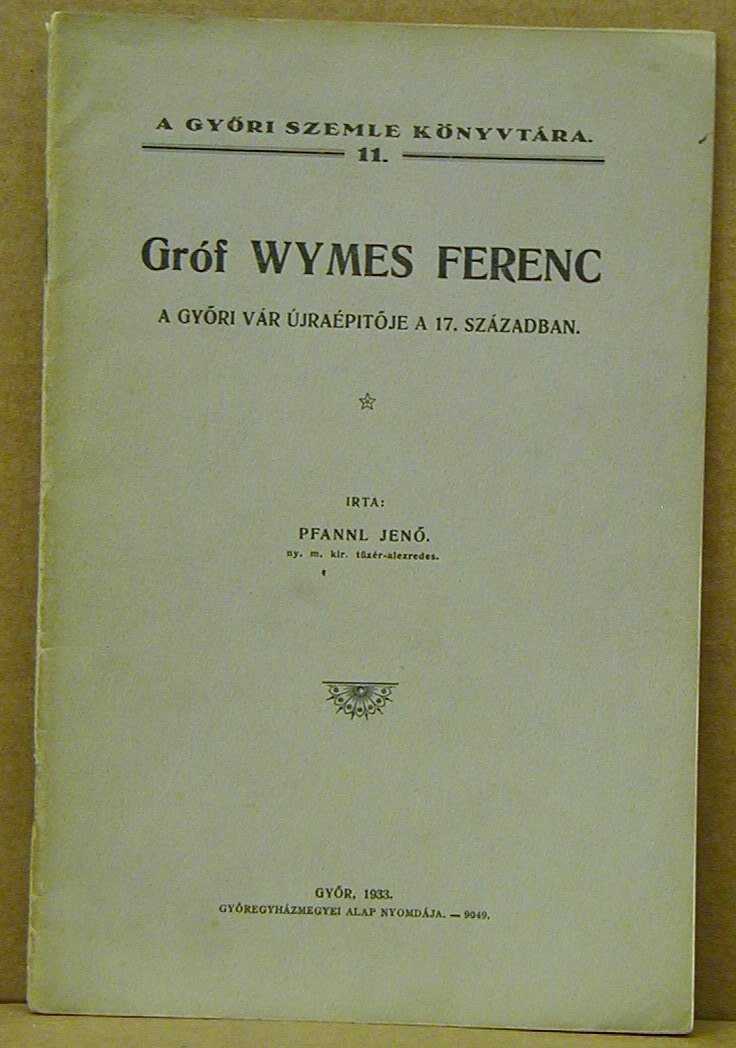 A GYŐRI SZEMLE KÖNYVTÁRA.
11.
Gróf WYMES FERENC
A GYŐRI VÁR ÚJRAÉPITŐJE A 17. SZÁZADBAN.
IRTA:
PFANNL JENŐ.
ny. m. kir. tüzér-alezredes.
GYŐR, 1933.
GYŐREGYHÁZMEGYEI ALAP NYOMDÁJA. — 9049.